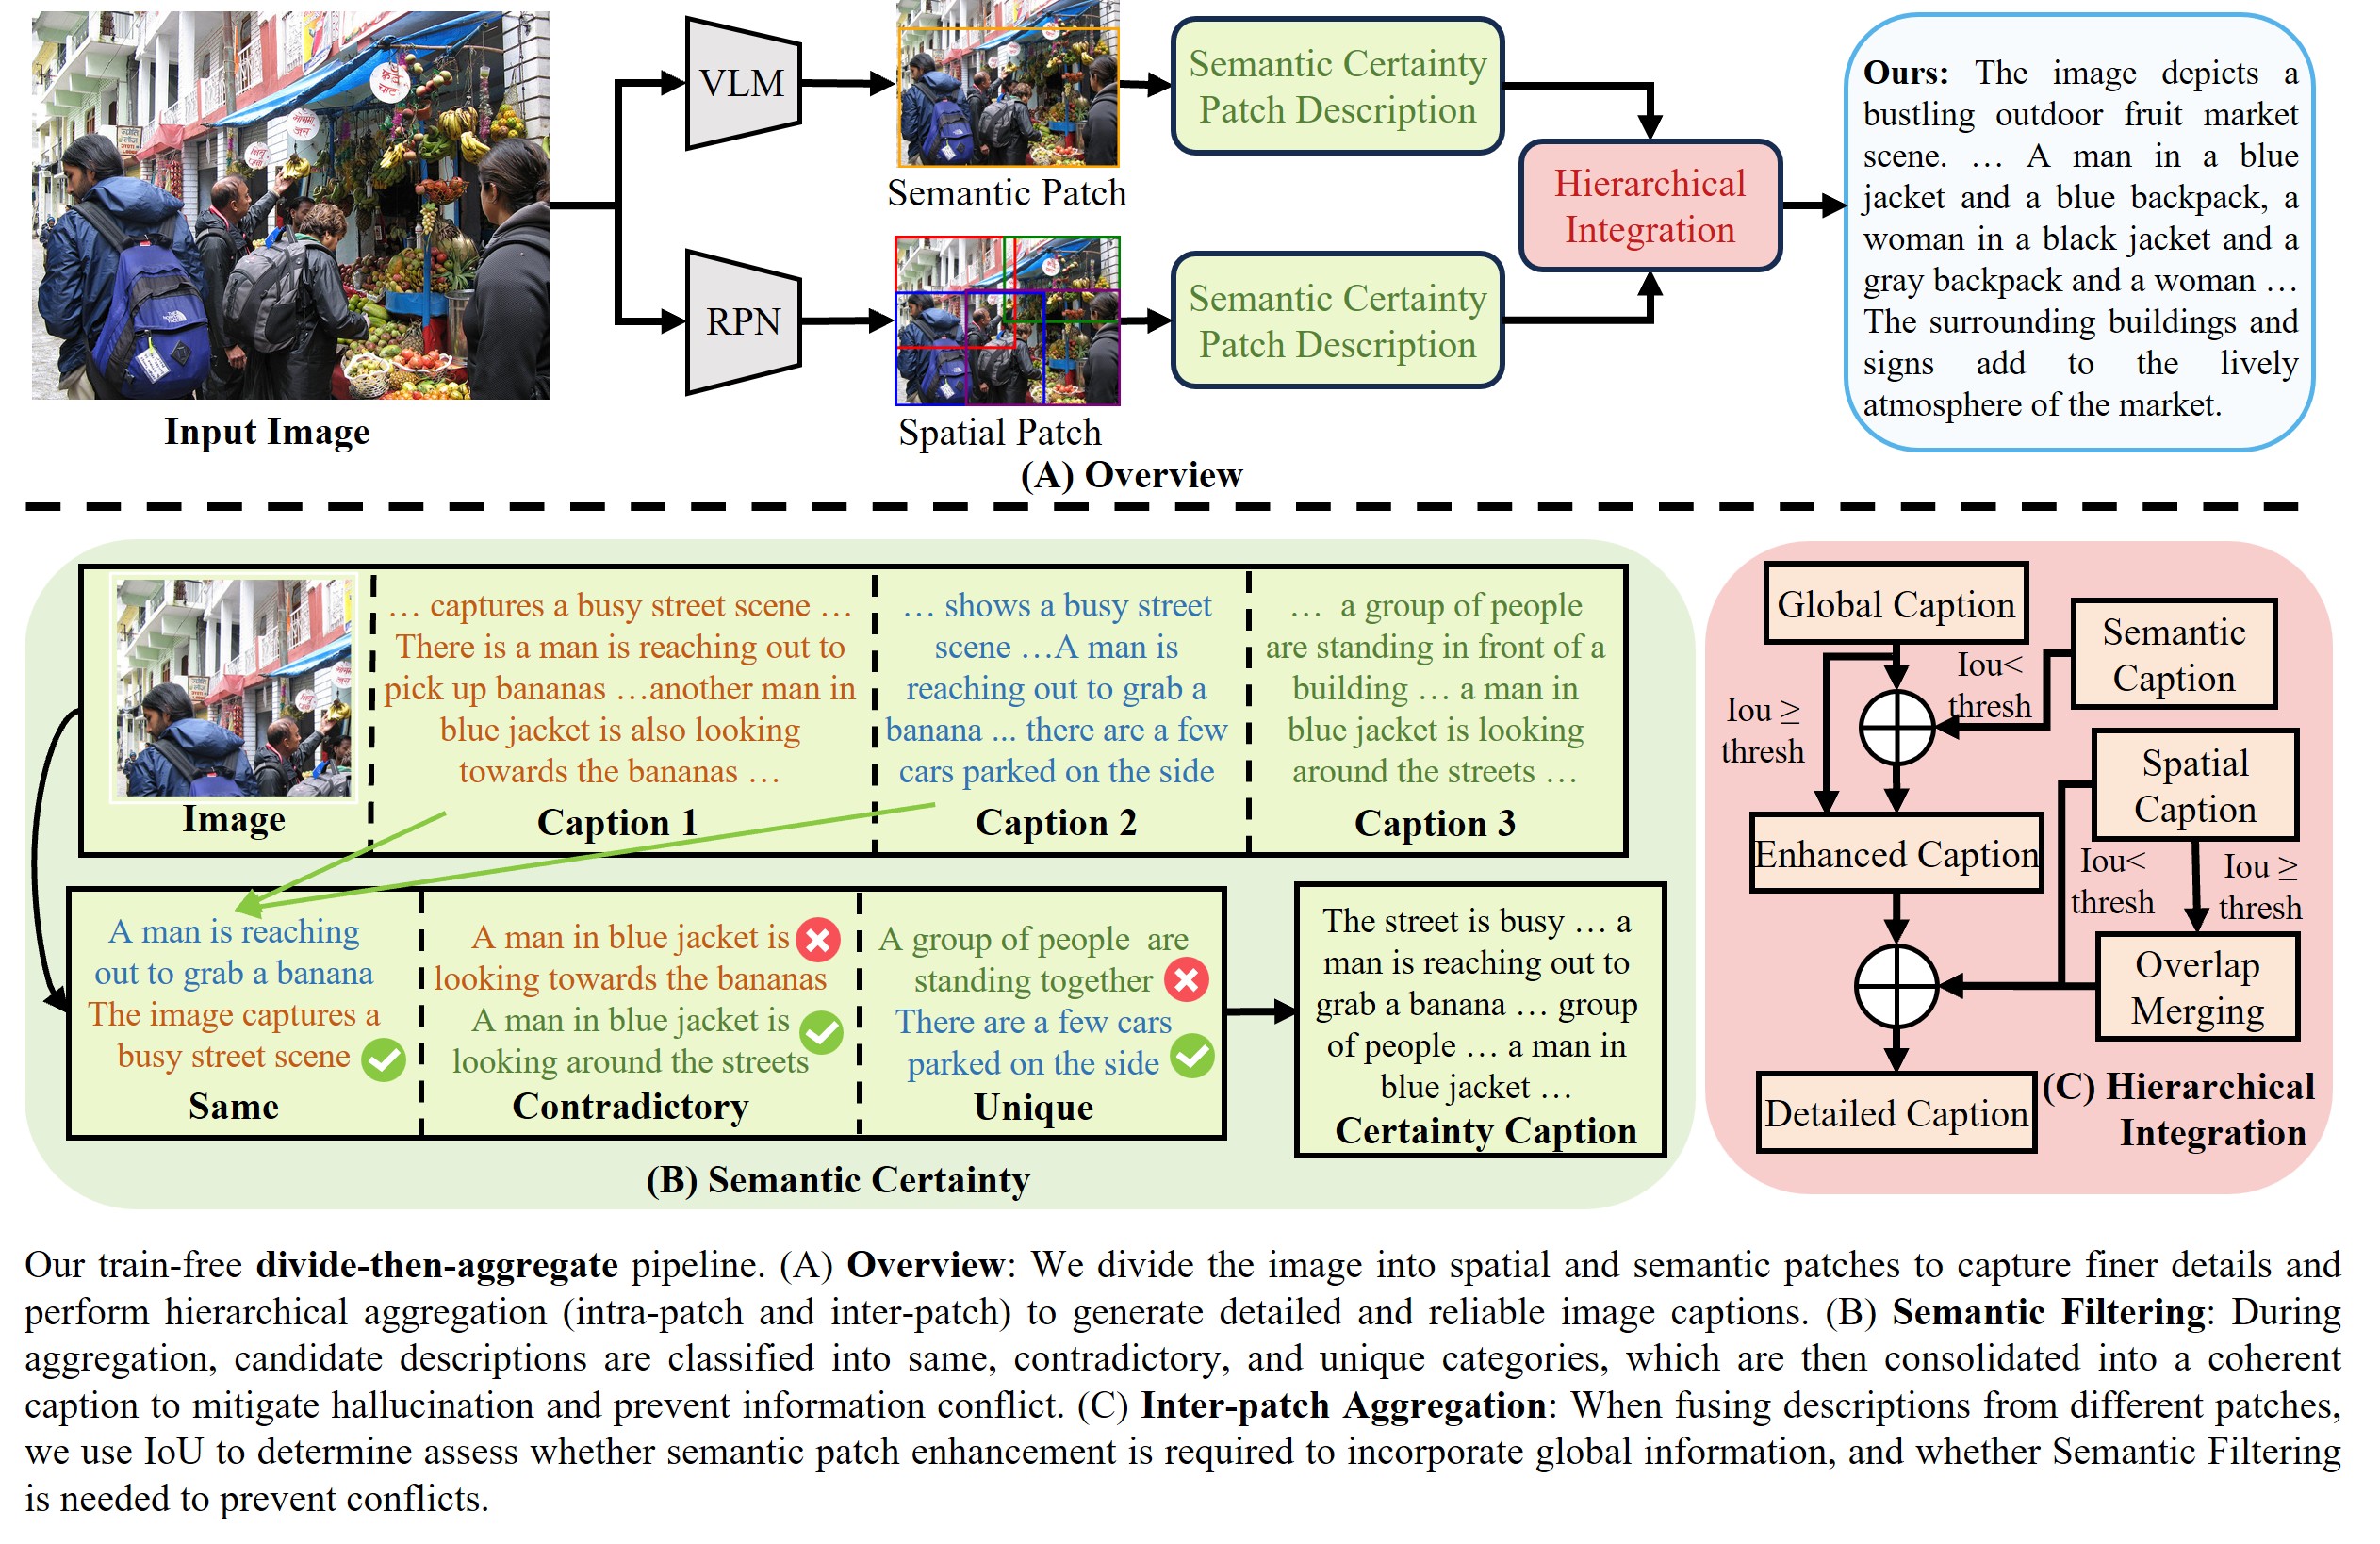 VLM
Semantic Patch
Semantic Certainty
Patch Description
RPN
Spatial Patch
Semantic Certainty
Patch Description
Hierarchical
Integration
Ours: The image depicts a
bustling outdoor fruit market
scene. … A man in a blue
jacket and a blue backpack, a
woman in a black jacket and a
gray backpack and a woman …
The surrounding buildings and
signs add to the lively
atmosphere of the market.
Input Image
(A) Overview
Image
… captures a busy street scene …
There is a man is reaching out to
pick up bananas …another man in
blue jacket is also looking
towards the bananas …
Caption 1
… shows a busy street
scene …A man is
reaching out to grab a
banana ... there are a few
cars parked on the side
Caption 2
… a group of people
are standing in front of a
building … a man in
blue jacket is looking
around the streets …
Caption 3
A man is reaching
out to grab a banana
The image captures a
busy street scene
Same
A man in blue jacket is
looking towards the bananas
A man in blue jacket is
looking around the streets
Contradictory
A group of people are
standing together
There are a few cars
parked on the side
Unique
The street is busy … a
man is reaching out to
grab a banana … group
of people … a man in
blue jacket …
Certainty Caption
(B) Semantic Certainty
Global Caption
Semantic
Caption
Iou<
thresh
Iou ≥
thresh
Spatial
Caption
Enhanced Caption
Iou<
thresh
Iou ≥
thresh
Overlap
Merging
Detailed Caption
(C) Hierarchical
Integration
Our train-free divide-then-aggregate pipeline. (A) Overview: We divide the image into spatial and semantic patches to capture finer details and
perform hierarchical aggregation (intra-patch and inter-patch) to generate detailed and reliable image captions. (B) Semantic Filtering: During
aggregation, candidate descriptions are classified into same, contradictory, and unique categories, which are then consolidated into a coherent
caption to mitigate hallucination and prevent information conflict. (C) Inter-patch Aggregation: When fusing descriptions from different patches,
we use IoU to determine assess whether semantic patch enhancement is required to incorporate global information, and whether Semantic Filtering
is needed to prevent conflicts.